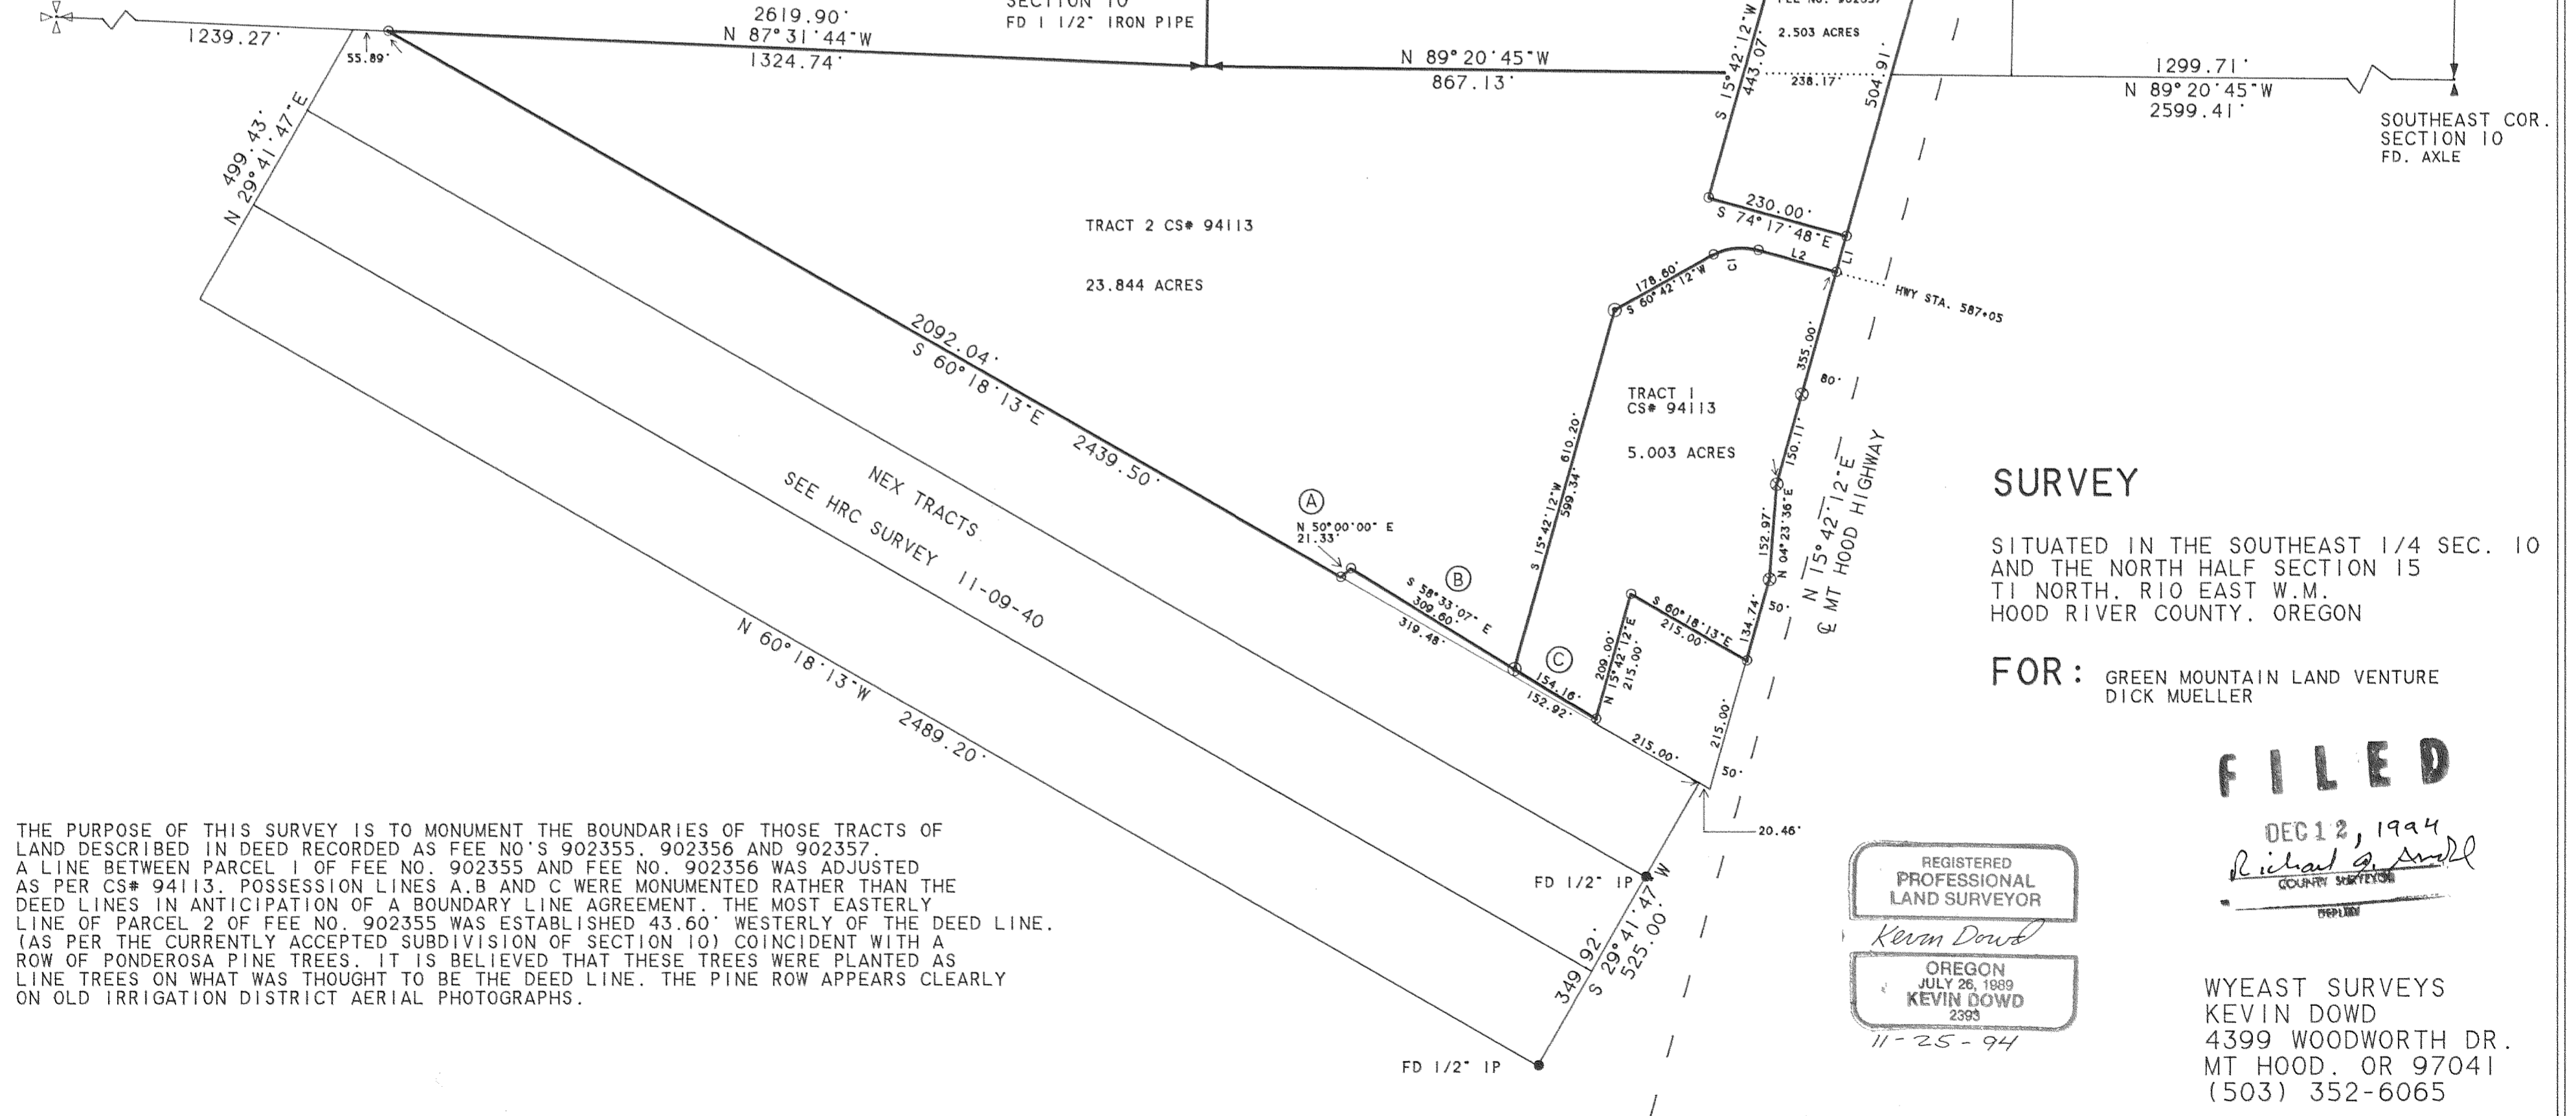 SECTION 10
FD 1 1/2" IRON PIPE
2619.90'
N 87°31'44"W
1324.74'
1239.27'
55.89'
N 89°20'45"W
867.13'
S 15°42'12"W
443.07'
2.503 ACRES
238.17'
504.91'
1299.71'
N 89°20'45"W
2599.41'
SOUTHEAST COR.
SECTION 10
FD. AXLE
499.43'
N 29°41'47"E
TRACT 2 CS# 94113
23.844 ACRES
230.00'
S 74°17'48"E
L1
L2
C1
178.60'
S 60°42'12"W
HWY STA. 587+05
2092.04'
S 60°18'13"E
2439.50'
355.00'
80'
TRACT 1
CS# 94113
5.003 ACRES
610.20'
S 15°42'12"W
599.34'
150.11'
152.97'
N 04°23'36"E
N 15°42'12"E
℄ MT HOOD HIGHWAY
NEX TRACTS
SEE HRC SURVEY 11-09-40
A
N 50°00'00" E
21.33'
B
S 58°33'07" E
309.60'
319.48'
C
154.16'
152.92'
209.00'
N 15°42'12"E
215.00'
S 60°18'13"E
215.00'
134.74'
50'
215.00'
215.00'
50'
20.46'
N 60°18'13"W
2489.20'
FD 1/2" IP
349.92'
S 29°41'47"W
525.00'
FD 1/2" IP
SURVEY
SITUATED IN THE SOUTHEAST 1/4 SEC. 10
AND THE NORTH HALF SECTION 15
T1 NORTH. R10 EAST W.M.
HOOD RIVER COUNTY. OREGON
FOR: GREEN MOUNTAIN LAND VENTURE
DICK MUELLER
FILED
DEC 12, 1994
COUNTY SURVEYOR
DEPUTY
THE PURPOSE OF THIS SURVEY IS TO MONUMENT THE BOUNDARIES OF THOSE TRACTS OF
LAND DESCRIBED IN DEED RECORDED AS FEE NO'S 902355. 902356 AND 902357.
A LINE BETWEEN PARCEL 1 OF FEE NO. 902355 AND FEE NO. 902356 WAS ADJUSTED
AS PER CS# 94113. POSSESSION LINES A.B AND C WERE MONUMENTED RATHER THAN THE
DEED LINES IN ANTICIPATION OF A BOUNDARY LINE AGREEMENT. THE MOST EASTERLY
LINE OF PARCEL 2 OF FEE NO. 902355 WAS ESTABLISHED 43.60' WESTERLY OF THE DEED LINE.
(AS PER THE CURRENTLY ACCEPTED SUBDIVISION OF SECTION 10) COINCIDENT WITH A
ROW OF PONDEROSA PINE TREES. IT IS BELIEVED THAT THESE TREES WERE PLANTED AS
LINE TREES ON WHAT WAS THOUGHT TO BE THE DEED LINE. THE PINE ROW APPEARS CLEARLY
ON OLD IRRIGATION DISTRICT AERIAL PHOTOGRAPHS.
REGISTERED
PROFESSIONAL
LAND SURVEYOR
Kevin Dowd
OREGON
JULY 26, 1989
KEVIN DOWD
2393
11-25-94
WYEAST SURVEYS
KEVIN DOWD
4399 WOODWORTH DR.
MT HOOD. OR 97041
(503) 352-6065